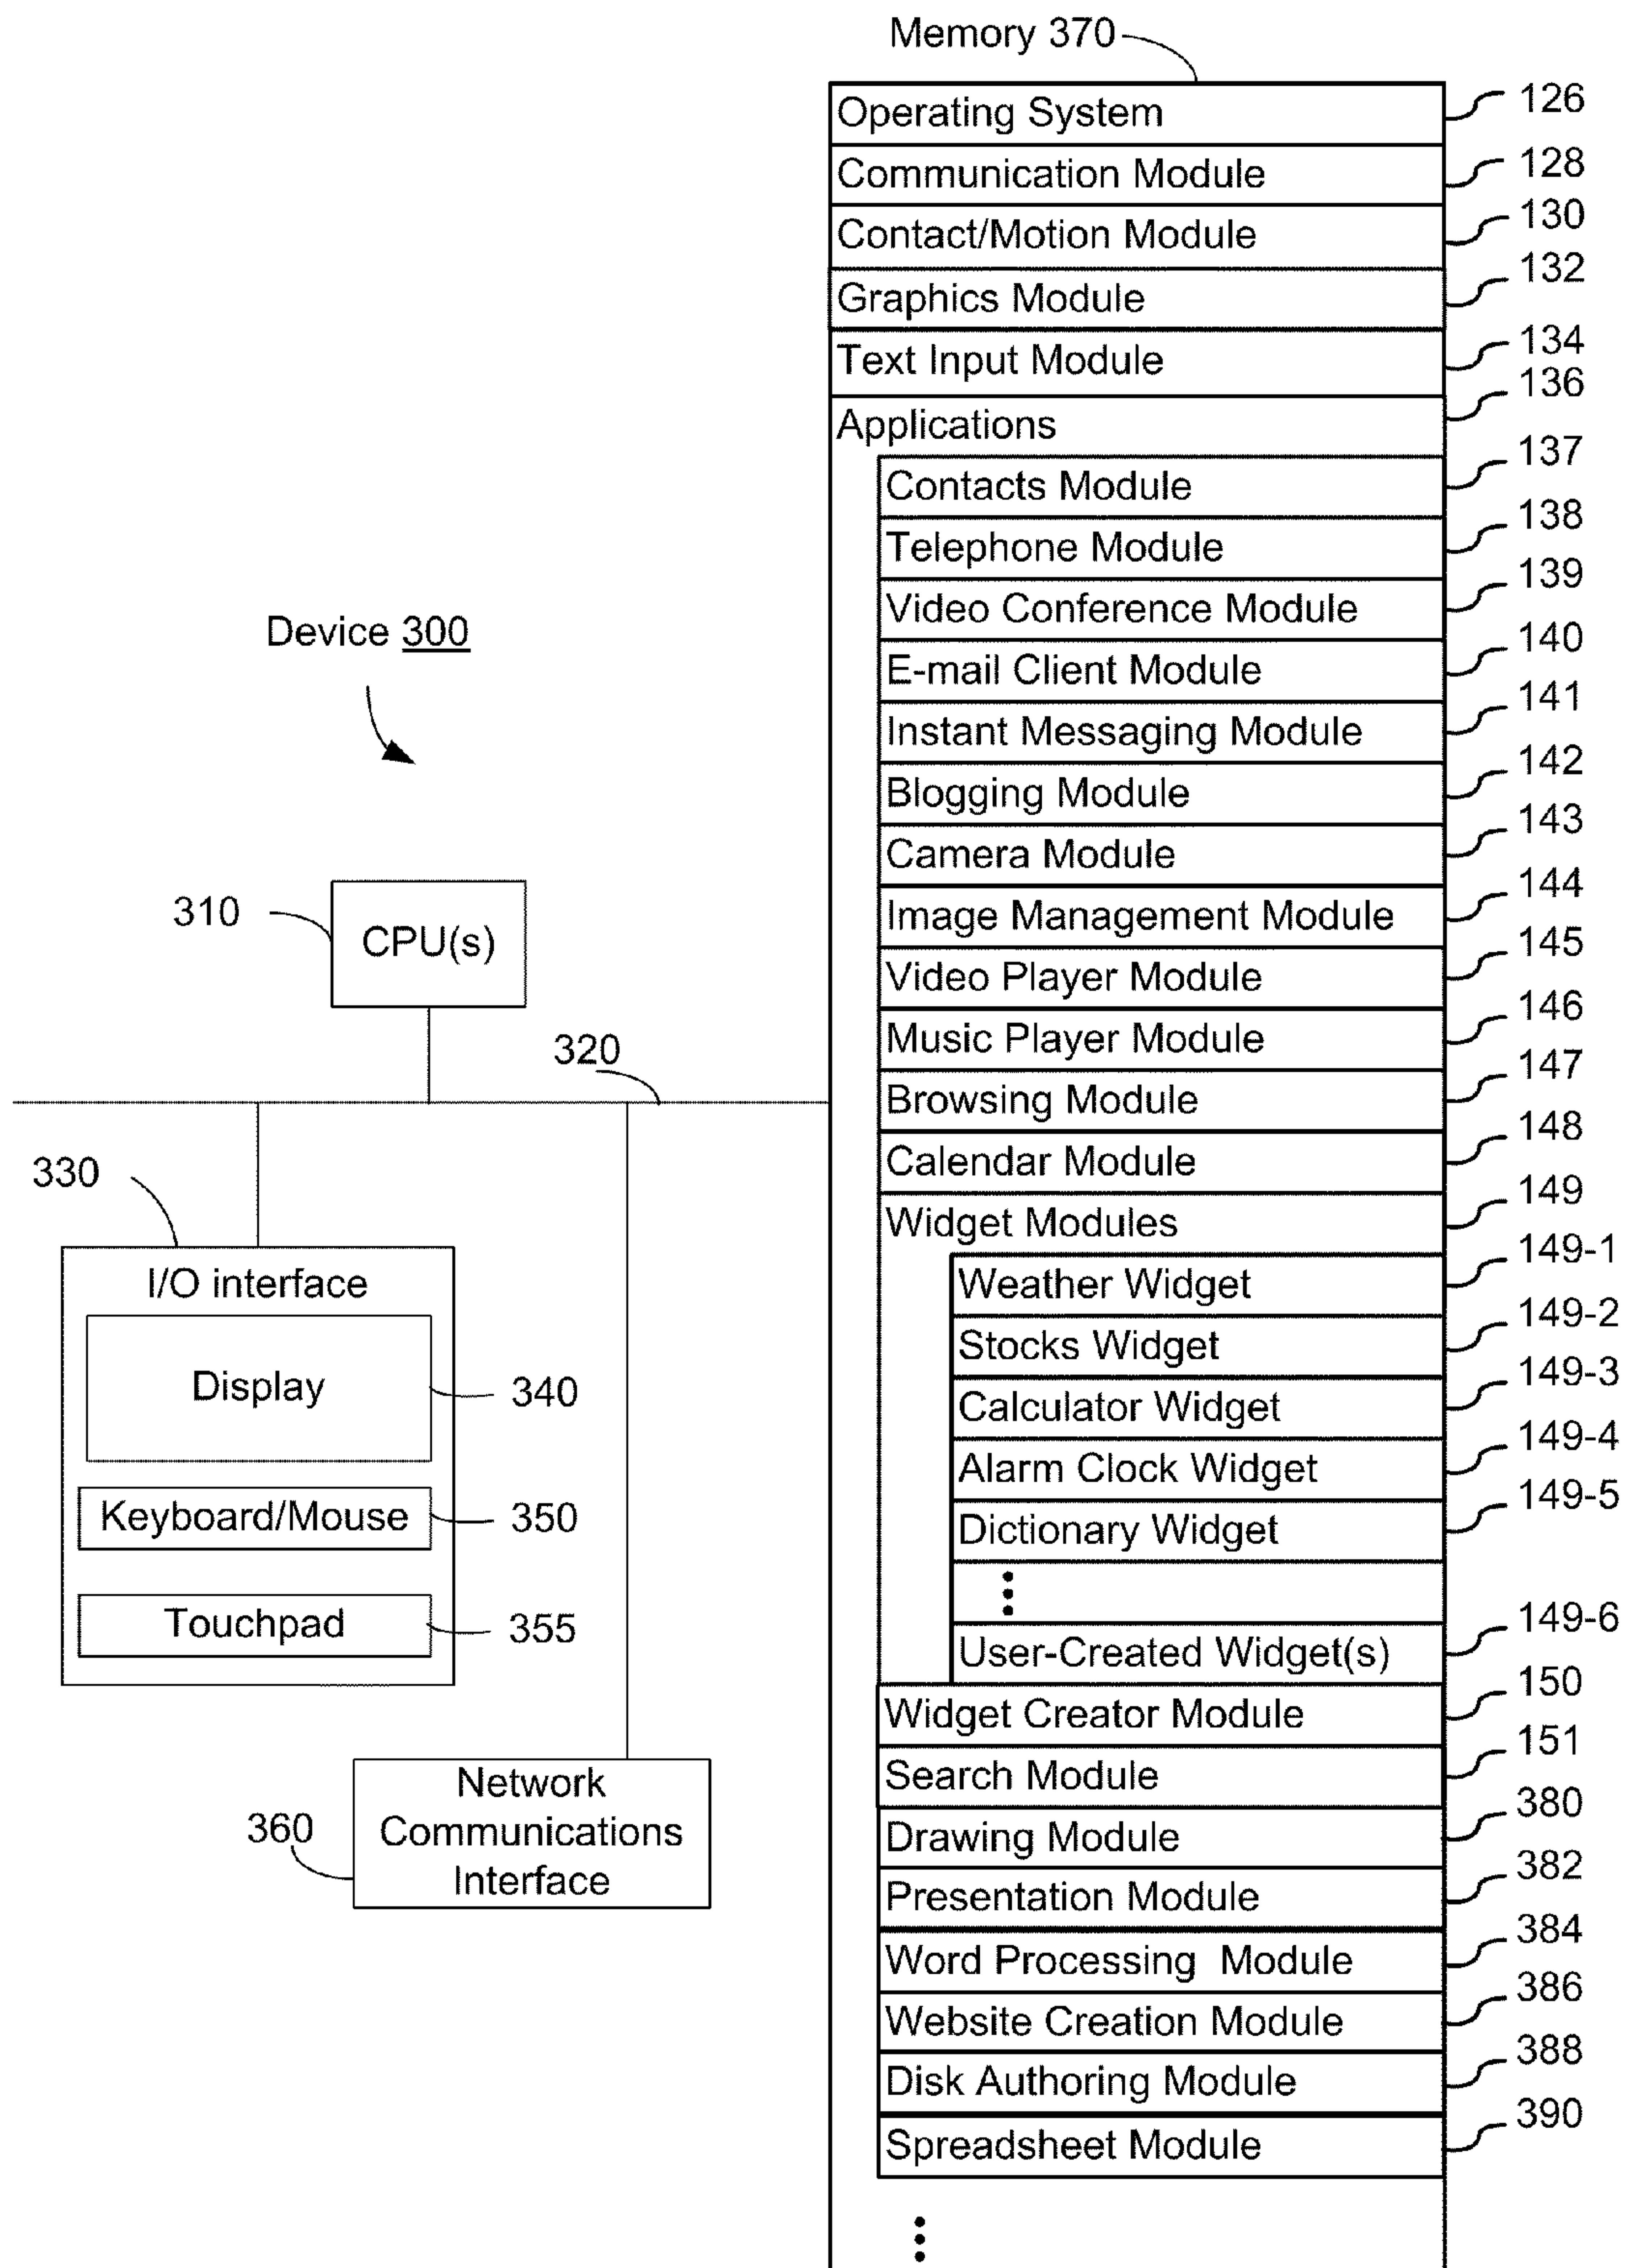 Memory 370
Operating System 126
Communication Module 128
Contact/Motion Module 130
Graphics Module 132
Text Input Module 134
Applications 136
Contacts Module 137
Telephone Module 138
Video Conference Module 139
E-mail Client Module 140
Instant Messaging Module 141
Blogging Module 142
Camera Module 143
Image Management Module 144
Video Player Module 145
Music Player Module 146
Browsing Module 147
Calendar Module 148
Widget Modules 149
Weather Widget 149-1
Stocks Widget 149-2
Calculator Widget 149-3
Alarm Clock Widget 149-4
Dictionary Widget 149-5
User-Created Widget(s) 149-6
Widget Creator Module 150
Search Module 151
Drawing Module 380
Presentation Module 382
Word Processing Module 384
Website Creation Module 386
Disk Authoring Module 388
Spreadsheet Module 390
Device 300
310
CPU(s)
320
330
I/O interface
Display 340
Keyboard/Mouse 350
Touchpad 355
360
Network
Communications
Interface